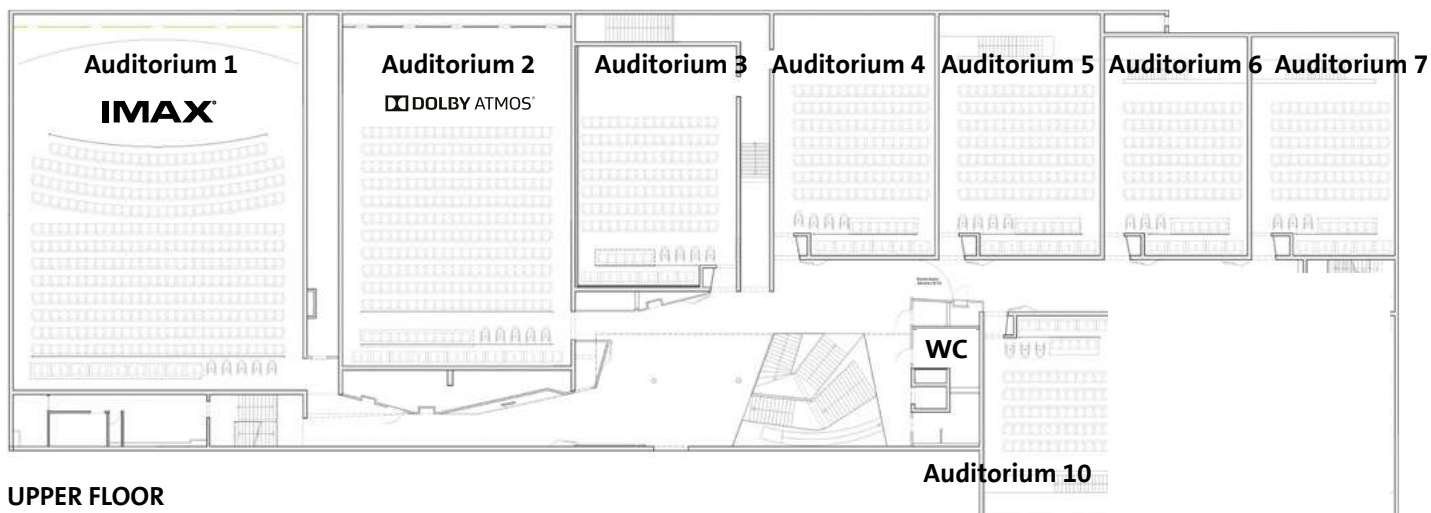 Auditorium 1
Auditorium 2
Auditorium 3
Auditorium 4
Auditorium 5
Auditorium 6
Auditorium 7
IMAX®
DOLBY ATMOS®
WC
Auditorium 10
UPPER FLOOR